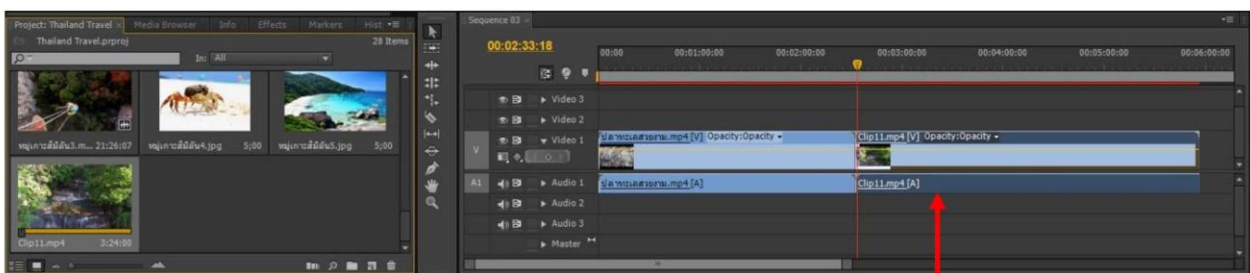 Project: Thailand Travel × Media Browser Info Effects Markers Hist
Thailand Travel.prproj 28 Items
In: All
หมู่เกาะสิมิลัน3.m... 21:26:07 หมู่เกาะสิมิลัน4.jpg 5;00 หมู่เกาะสิมิลัน5.jpg 5;00
Clip11.mp4 3:24:00
Sequence 03 ×
00:02:33:18
00:00 00:01:00:00 00:02:00:00 00:03:00:00 00:04:00:00 00:05:00:00 00:06:00:00
Video 3
Video 2
V Video 1 ปลาทะเลสวยงาม.mp4 [V] Opacity:Opacity Clip11.mp4 [V] Opacity:Opacity
A1 Audio 1 ปลาทะเลสวยงาม.mp4 [A] Clip11.mp4 [A]
Audio 2
Audio 3
Master